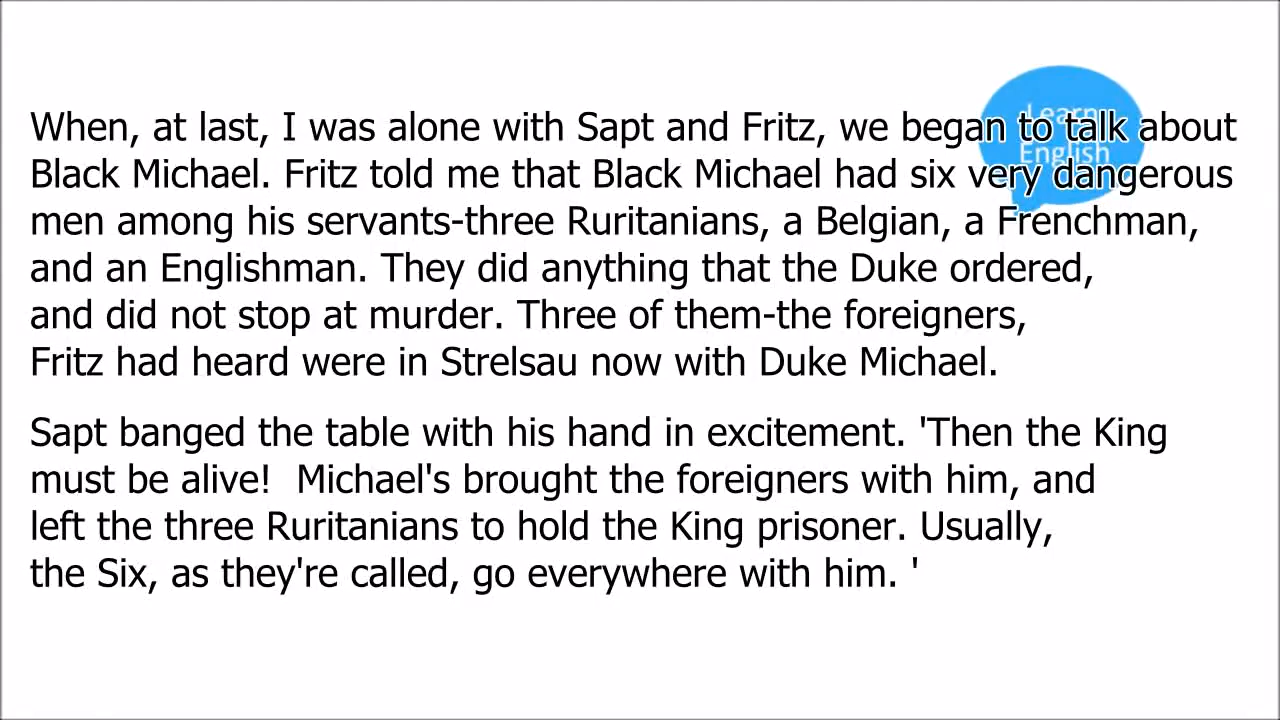 Learn
English
When, at last, I was alone with Sapt and Fritz, we began to talk about
Black Michael. Fritz told me that Black Michael had six very dangerous
men among his servants-three Ruritanians, a Belgian, a Frenchman,
and an Englishman. They did anything that the Duke ordered,
and did not stop at murder. Three of them-the foreigners,
Fritz had heard were in Strelsau now with Duke Michael.
Sapt banged the table with his hand in excitement. 'Then the King
must be alive!  Michael's brought the foreigners with him, and
left the three Ruritanians to hold the King prisoner. Usually,
the Six, as they're called, go everywhere with him. '